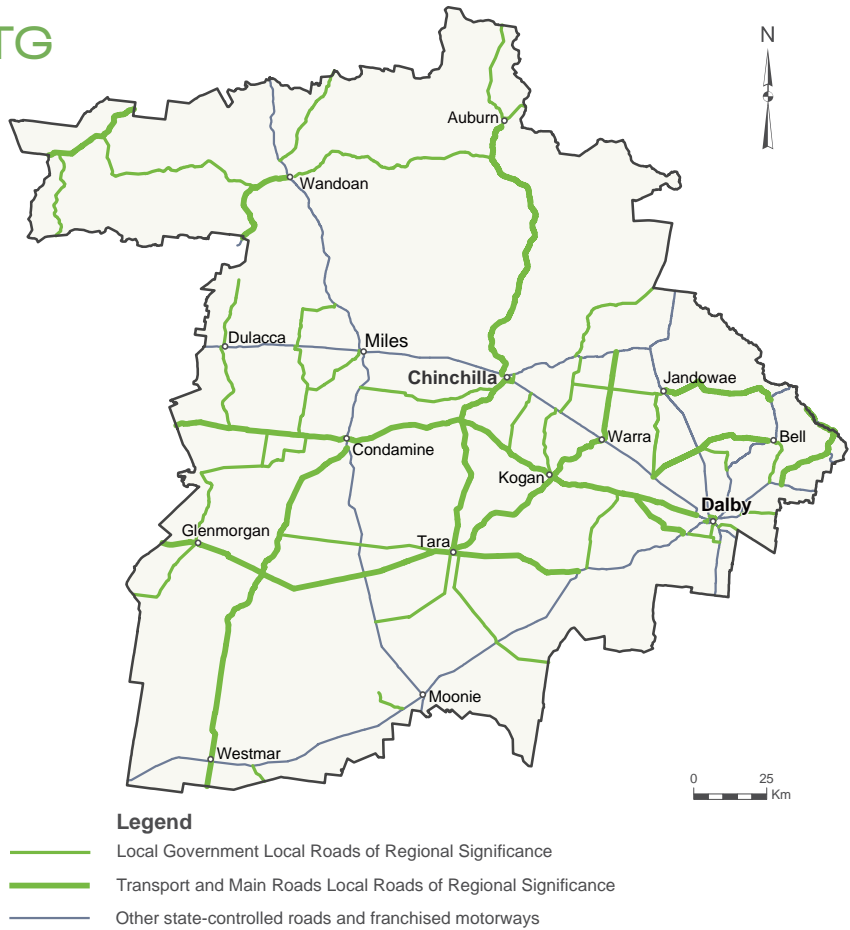 TG
N
Auburn
Wandoan
Dulacca
Miles
Chinchilla
Jandowae
Condamine
Warra
Bell
Kogan
Dalby
Glenmorgan
Tara
Moonie
Westmar
0 25
Km
Legend
Local Government Local Roads of Regional Significance
Transport and Main Roads Local Roads of Regional Significance
Other state-controlled roads and franchised motorways